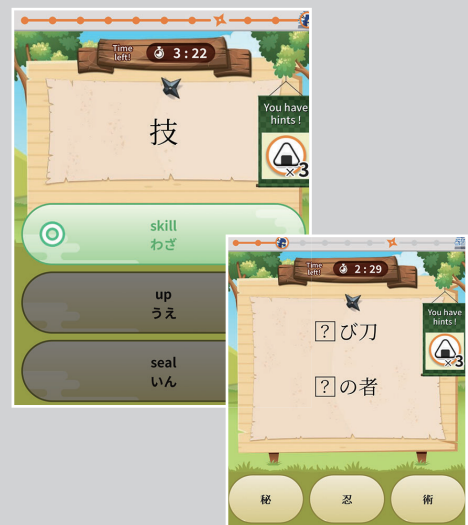 Time
left!
3:22
技
You have
hints !
×3
skill
わざ
up
うえ
seal
いん
Time
left!
2:29
?び刀
?の者
You have
hints !
×3
秘
忍
術